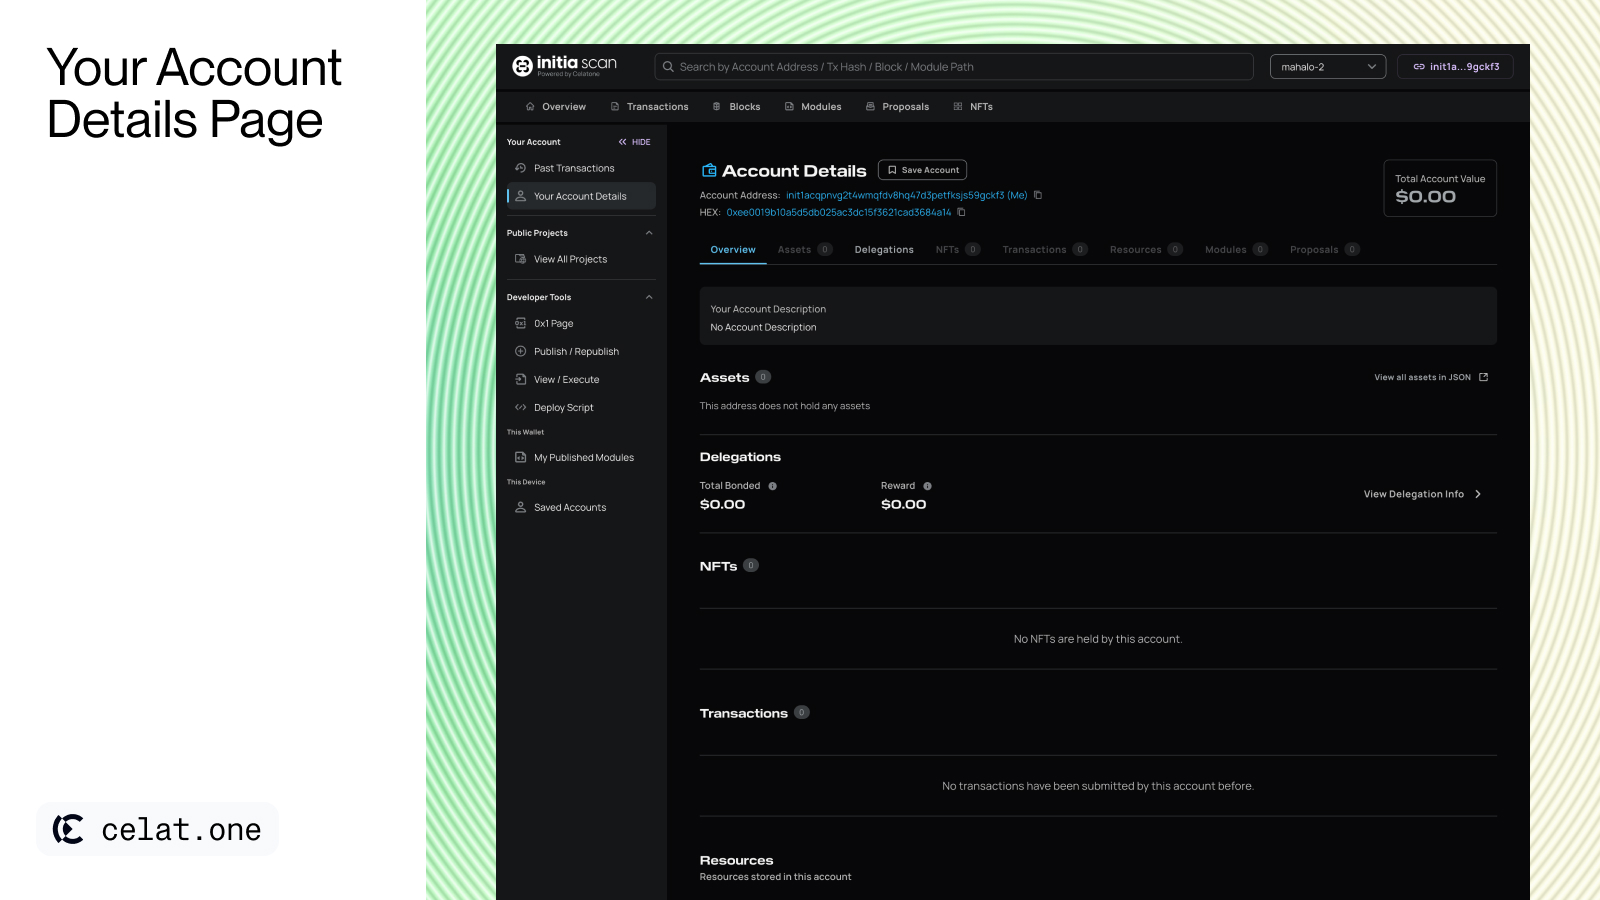 Your Account
Details Page
initia scan
Powered by Celatone
Search by Account Address / Tx Hash / Block / Module Path
mahalo-2
init1a...9gckf3
Overview Transactions Blocks Modules Proposals NFTs
Your Account HIDE
Past Transactions
Your Account Details
Public Projects
View All Projects
Developer Tools
0x1 Page
Publish / Republish
View / Execute
Deploy Script
This Wallet
My Published Modules
This Device
Saved Accounts
Account Details Save Account
Account Address: init1acqpnvg2t4wmqfdv8hq47d3petfksjs59gckf3 (Me)
HEX: 0xee0019b10a5d5db025ac3dc15f3621cad3684a14
Total Account Value
$0.00
Overview Assets 0 Delegations NFTs 0 Transactions 0 Resources 0 Modules 0 Proposals 0
Your Account Description
No Account Description
Assets 0 View all assets in JSON
This address does not hold any assets
Delegations
Total Bonded Reward
$0.00 $0.00
View Delegation Info
NFTs 0
No NFTs are held by this account.
Transactions 0
No transactions have been submitted by this account before.
Resources
Resources stored in this account
celat.one